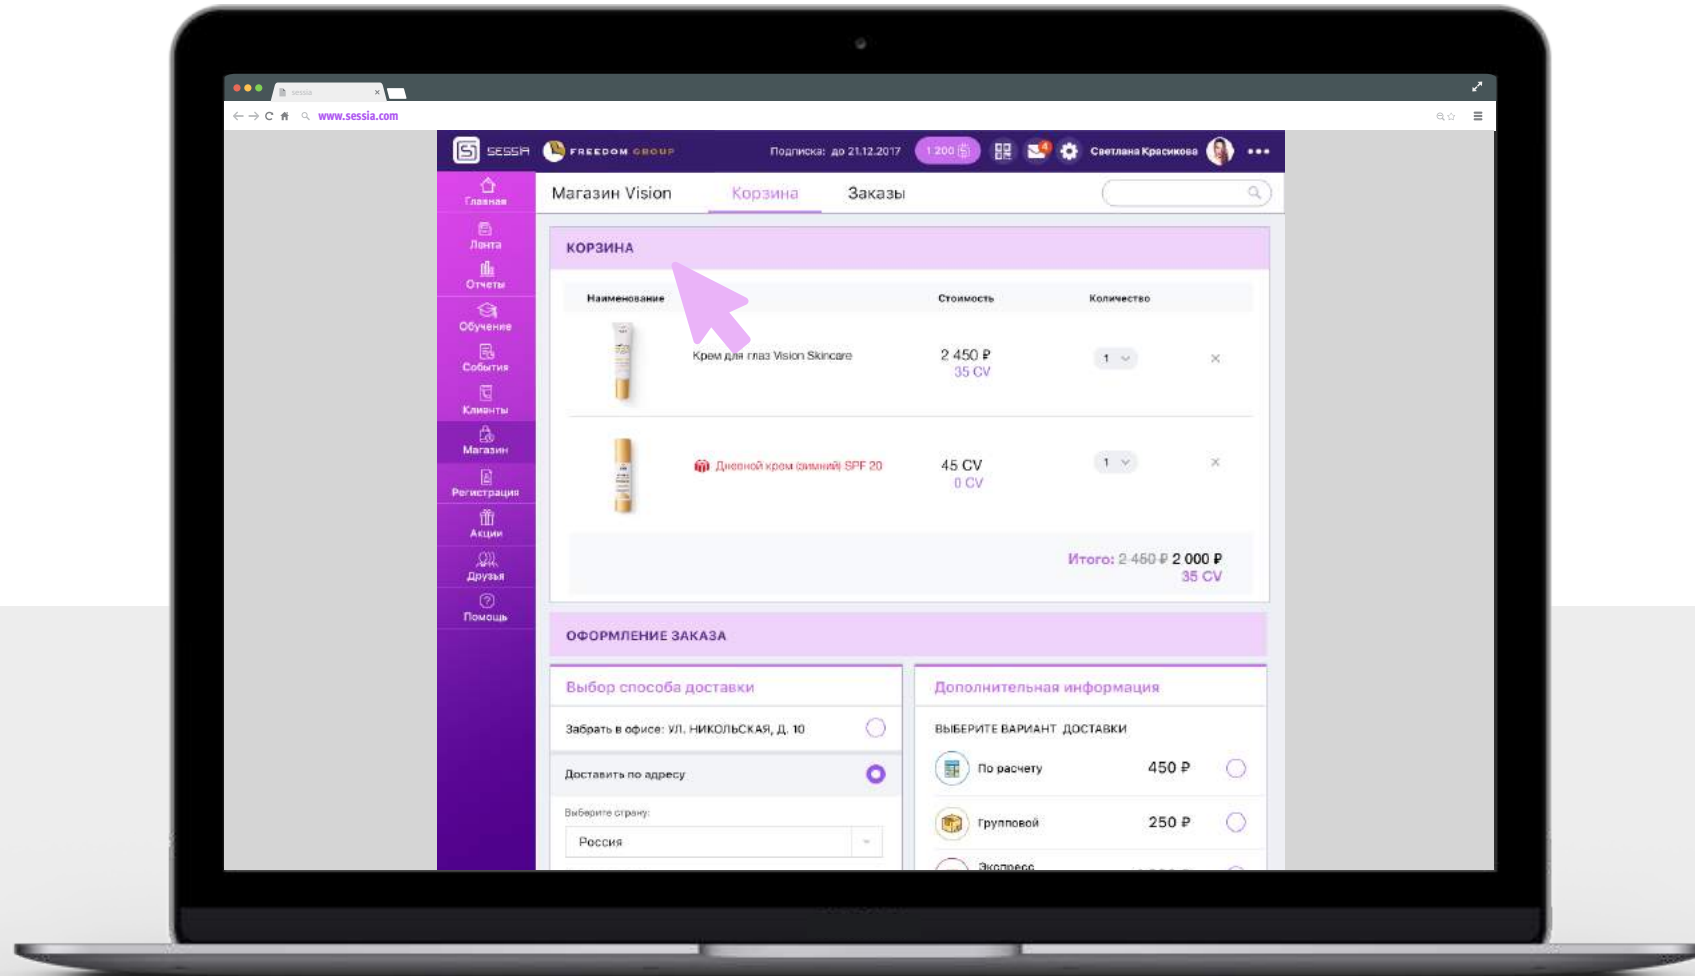 sessia
www.sessia.com
SESSIA FREEDOM GROUP Подписка: до 21.12.2017 1 200 4 Светлана Красикова
Главная
Лента
Отчеты
Обучение
События
Клиенты
Магазин
Регистрация
Акции
Друзья
Помощь
Магазин Vision Корзина Заказы
КОРЗИНА
Наименование Стоимость Количество
Крем для глаз Vision Skincare 2 450 ₽ 1
35 CV
Дневной крем (зимний) SPF 20 45 CV 1
0 CV
Итого: 2 450 ₽ 2 000 ₽
35 CV
ОФОРМЛЕНИЕ ЗАКАЗА
Выбор способа доставки
Забрать в офисе: УЛ. НИКОЛЬСКАЯ, Д. 10
Доставить по адресу
Выберите страну:
Россия
Дополнительная информация
ВЫБЕРИТЕ ВАРИАНТ ДОСТАВКИ
По расчету 450 ₽
Групповой 250 ₽
Экспресс